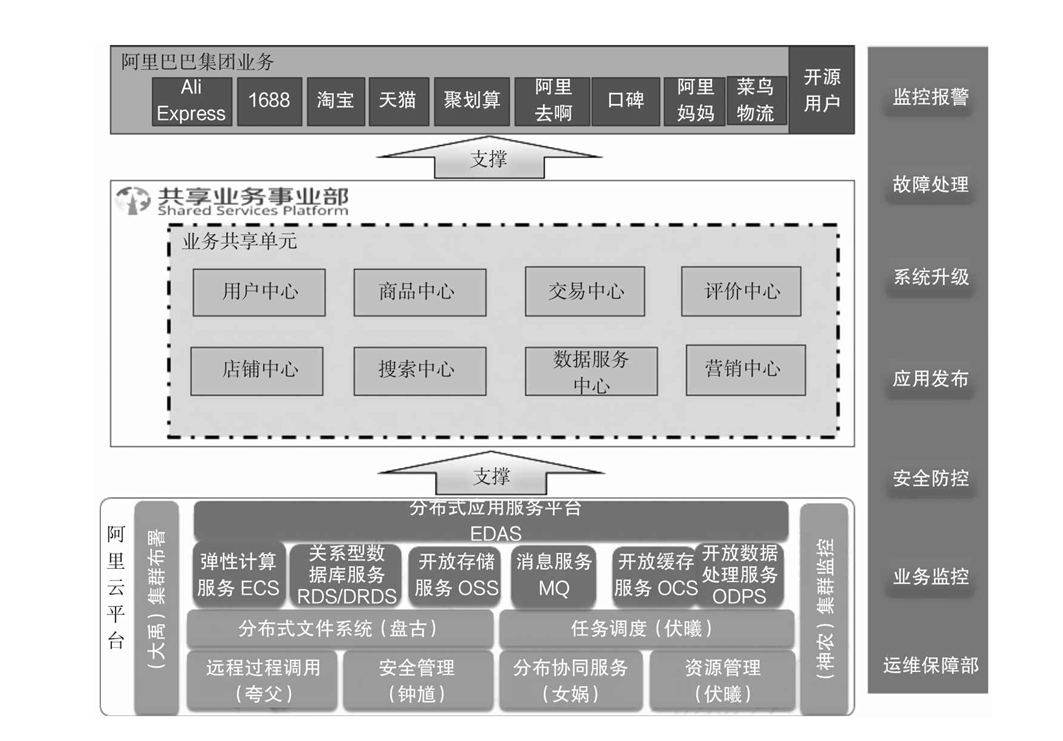 阿里巴巴集团业务
Ali
Express
1688
淘宝
天猫
聚划算
阿里
去啊
口碑
阿里
妈妈
菜鸟
物流
开源
用户
支撑
共享业务事业部
Shared Services Platform
业务共享单元
用户中心
商品中心
交易中心
评价中心
店铺中心
搜索中心
数据服务
中心
营销中心
支撑
阿里云平台
(大禹) 集群布署
分布式应用服务平台
EDAS
弹性计算
服务 ECS
关系型数
据库服务
RDS/DRDS
开放存储
服务 OSS
消息服务
MQ
开放缓存
服务 OCS
开放数据
处理服务
ODPS
分布式文件系统 (盘古)
任务调度 (伏曦)
远程过程调用
(夸父)
安全管理
(钟馗)
分布协同服务
(女娲)
资源管理
(伏曦)
(神农) 集群监控
监控报警
故障处理
系统升级
应用发布
安全防控
业务监控
运维保障部